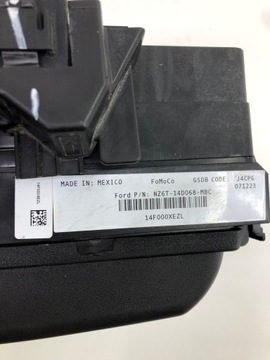 MADE IN: MEXICO FoMoCo GSDB CODE: J4CPG
071223
Ford P/N: NZ6T-14D068-MBC
14F000XEZL